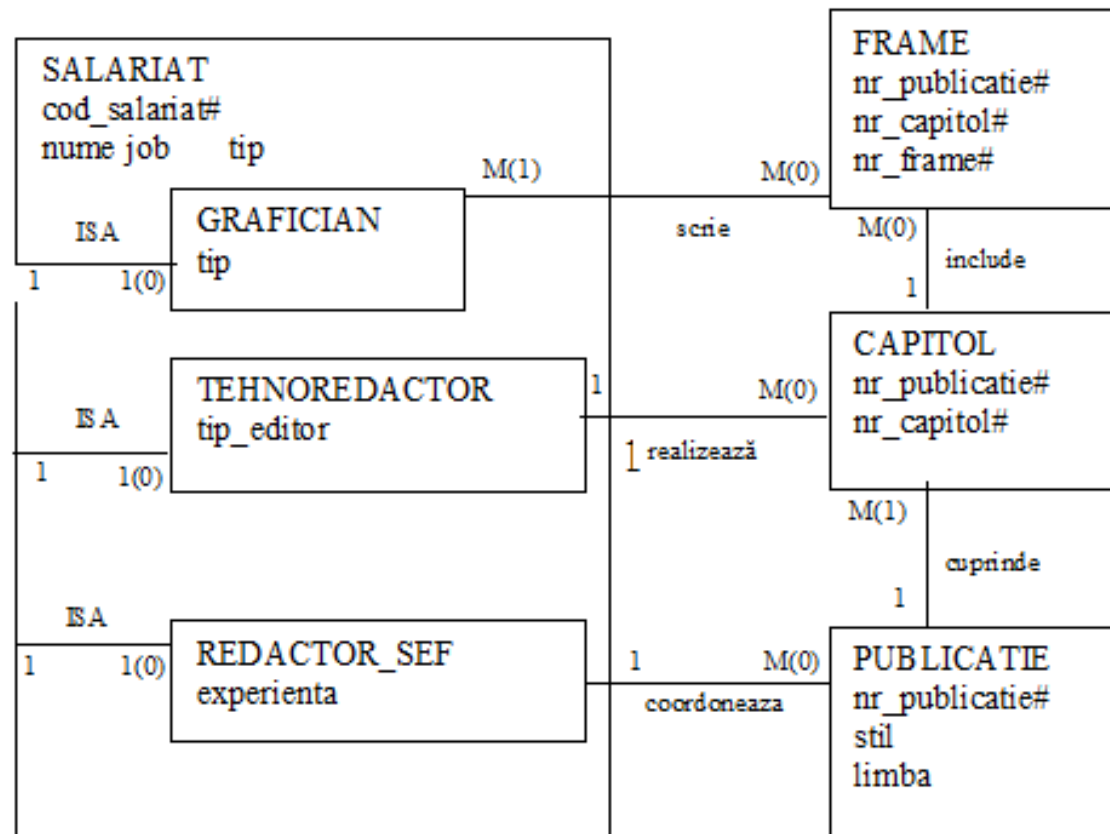 SALARIAT
cod_salariat#
nume job tip
ISA
1
1(0)
GRAFICIAN
tip
M(1)
M(0)
scrie
FRAME
nr_publicatie#
nr_capitol#
nr_frame#
M(0)
include
1
ISA
1
1(0)
TEHNOREDACTOR
tip_editor
1
M(0)
1 realizează
CAPITOL
nr_publicatie#
nr_capitol#
M(1)
cuprinde
1
ISA
1
1(0)
REDACTOR_SEF
experienta
1
M(0)
coordoneaza
PUBLICATIE
nr_publicatie#
stil
limba